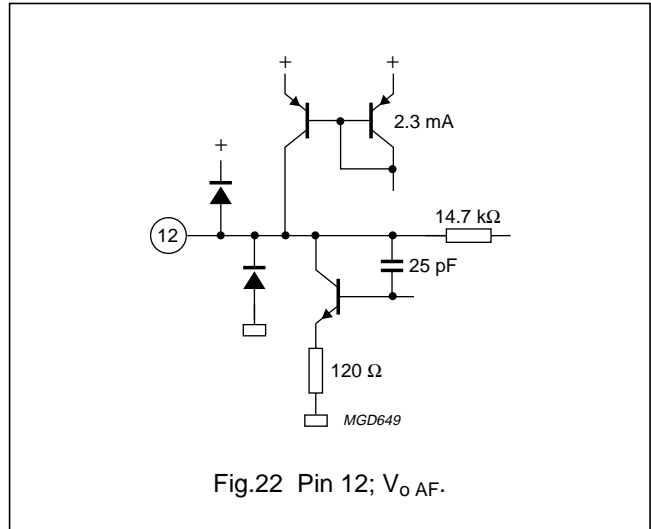 + +
2.3 mA
+
14.7 kΩ
12
25 pF
120 Ω
MGD649
Fig.22 Pin 12; Vo AF.